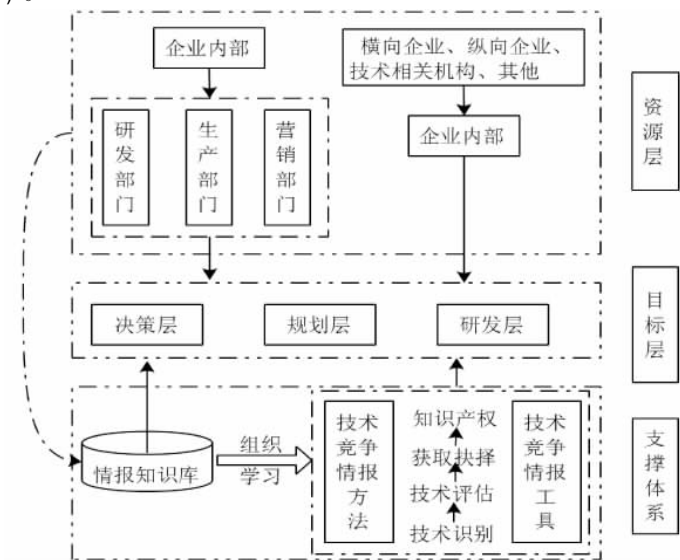 企业内部
横向企业、纵向企业、
技术相关机构、其他
研发部门
生产部门
营销部门
企业内部
资源层
决策层
规划层
研发层
目标层
情报知识库
组织
学习
技术竞争情报方法
知识产权
获取抉择
技术评估
技术识别
技术竞争情报工具
支撑体系